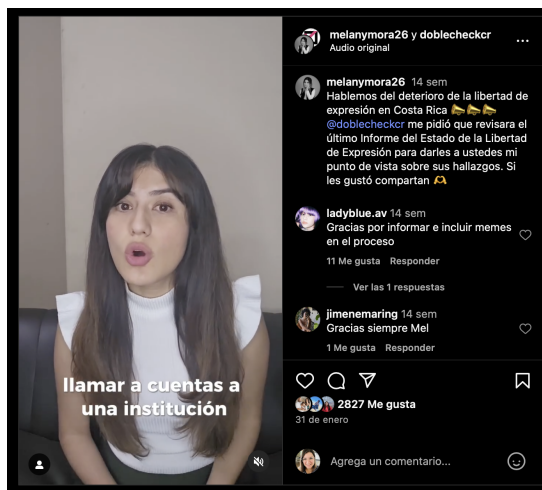 llamar a cuentas a
una institución
melanymora26 y doblecheckcr
Audio original
melanymora26 14 sem
Hablemos del deterioro de la libertad de
expresión en Costa Rica 📣📣📣
@doblecheckcr me pidió que revisara el
último Informe del Estado de la Libertad
de Expresión para darles a ustedes mi
punto de vista sobre sus hallazgos. Si
les gustó compartan 🫶
ladyblue.av 14 sem
Gracias por informar e incluir memes
en el proceso
11 Me gusta Responder
Ver las 1 respuestas
jimenemaring 14 sem
Gracias siempre Mel
1 Me gusta Responder
2827 Me gusta
31 de enero
Agrega un comentario...